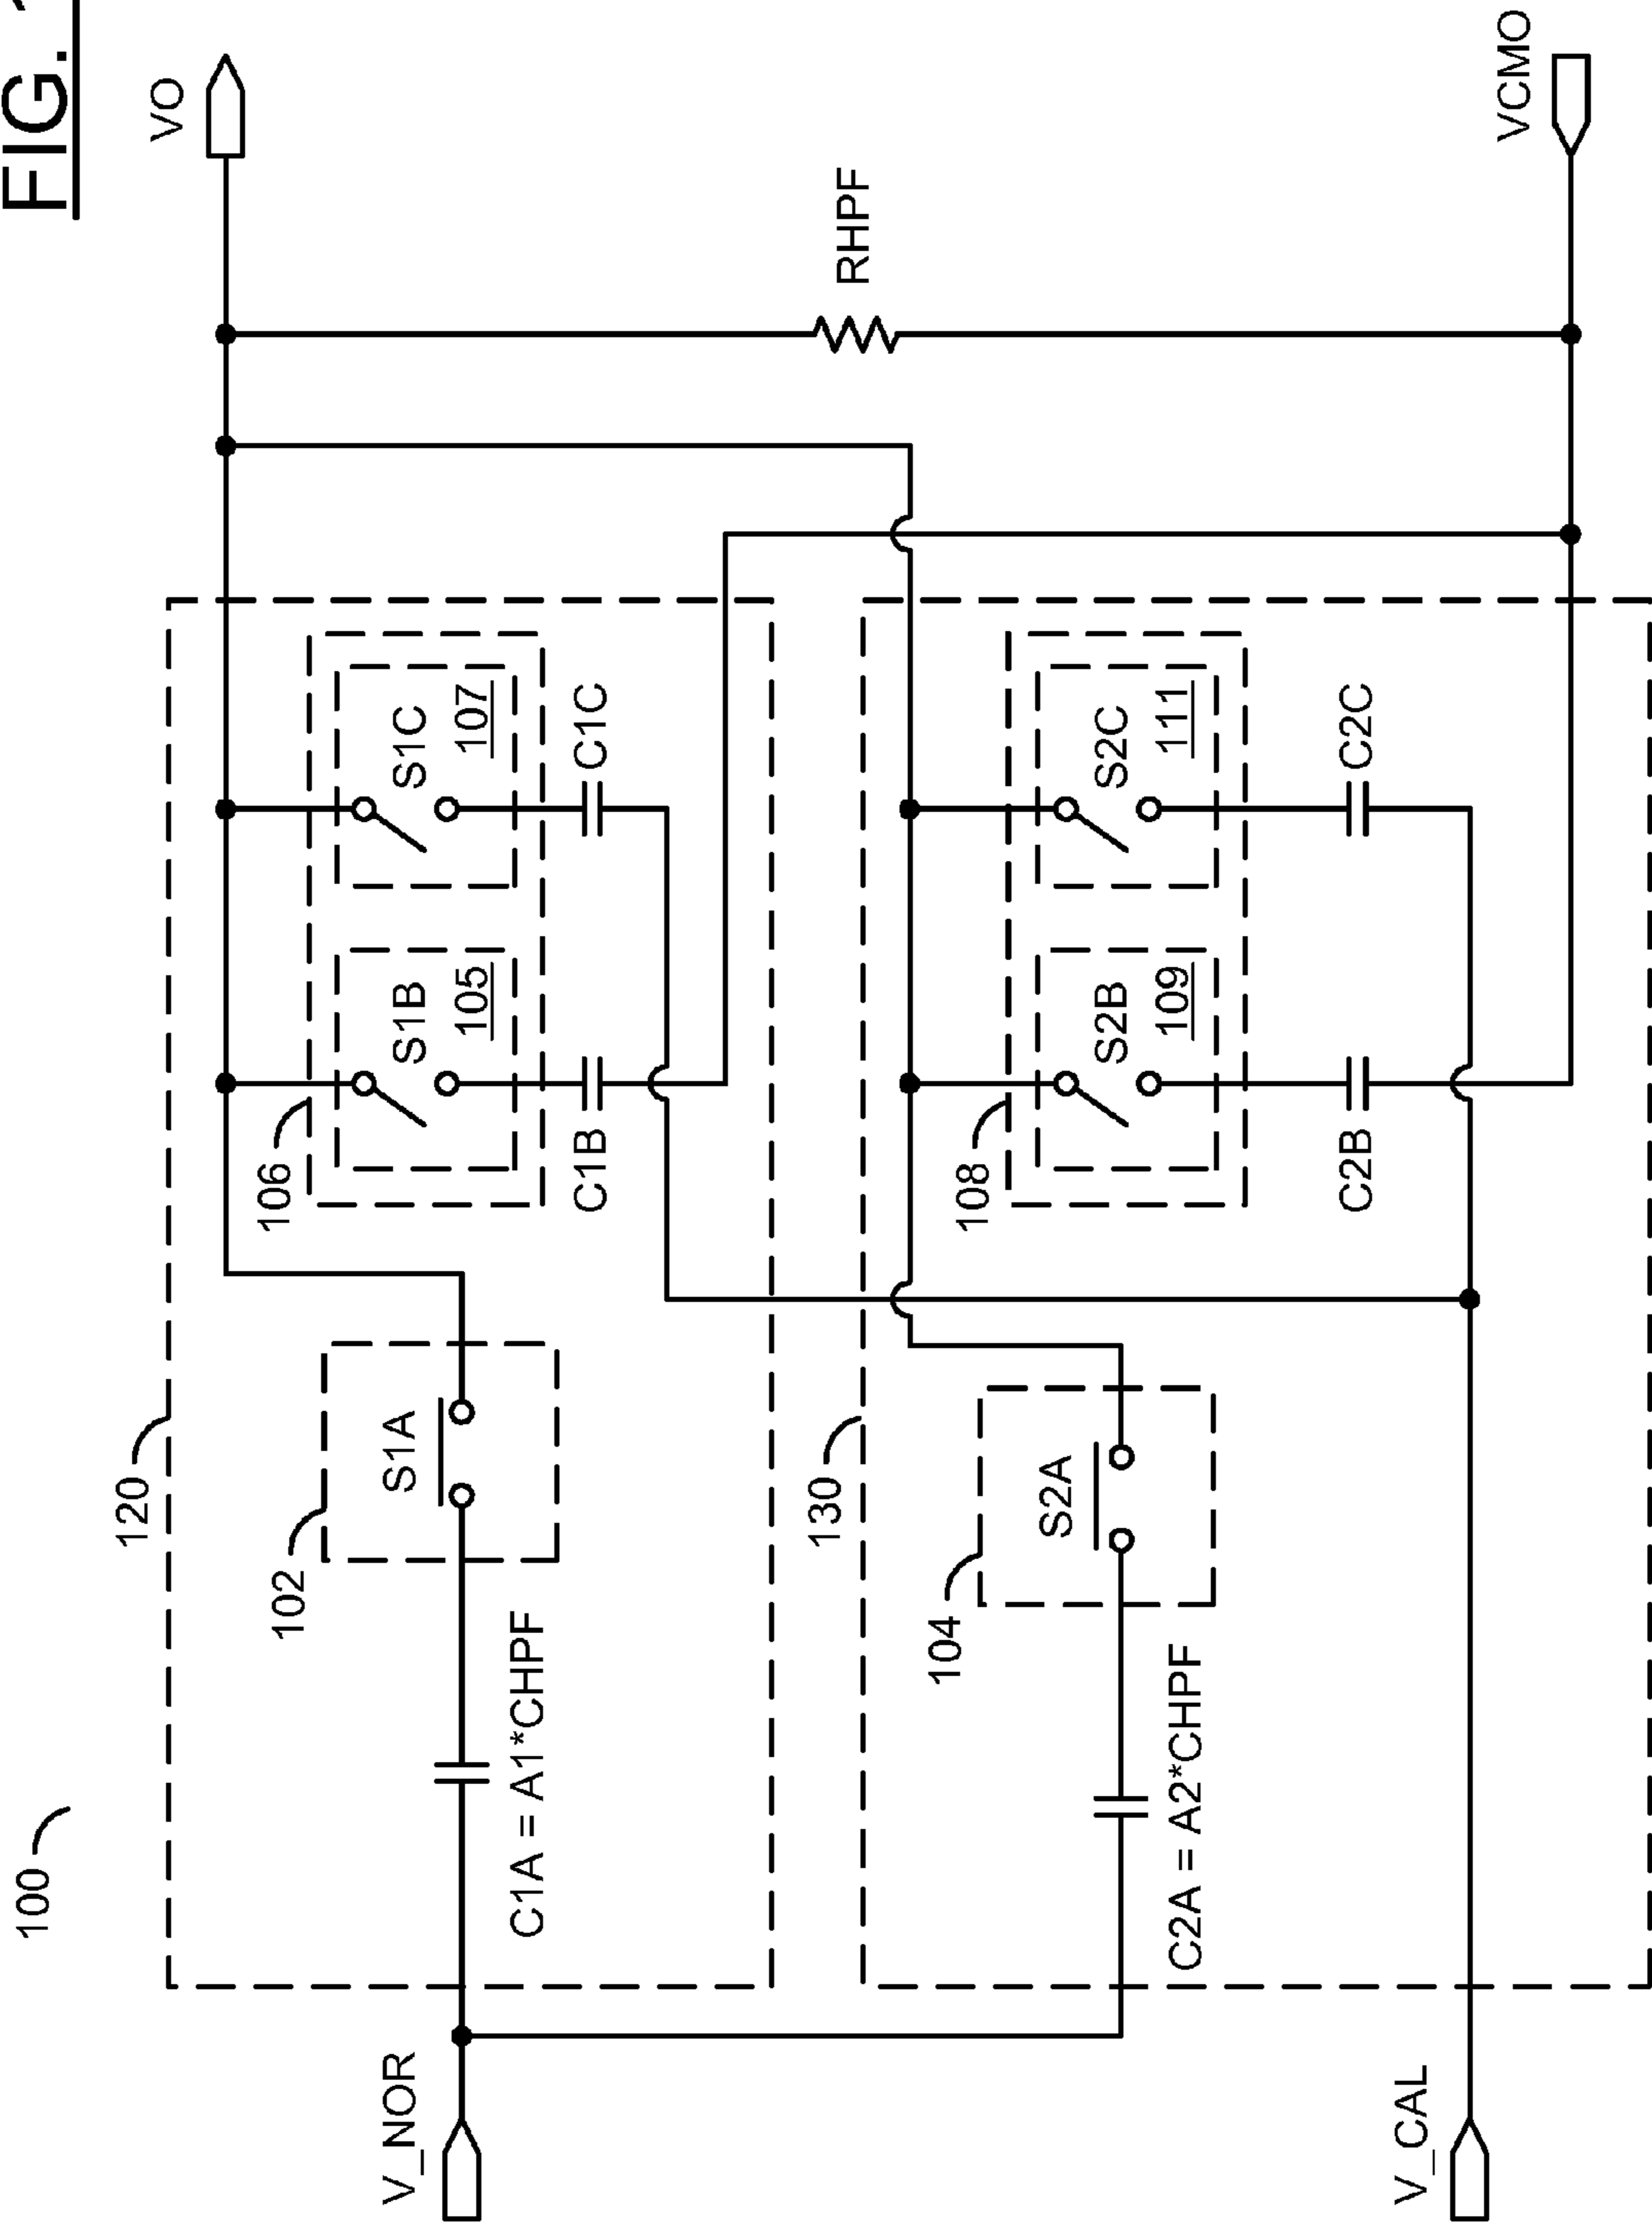 FIG.
100
120
102
S1A
C1A = A1*CHPF
106
S1B
105
S1C
107
C1B
C1C
VO
RHPF
VCMO
V_NOR
130
104
S2A
C2A = A2*CHPF
108
S2B
109
S2C
111
C2B
C2C
V_CAL